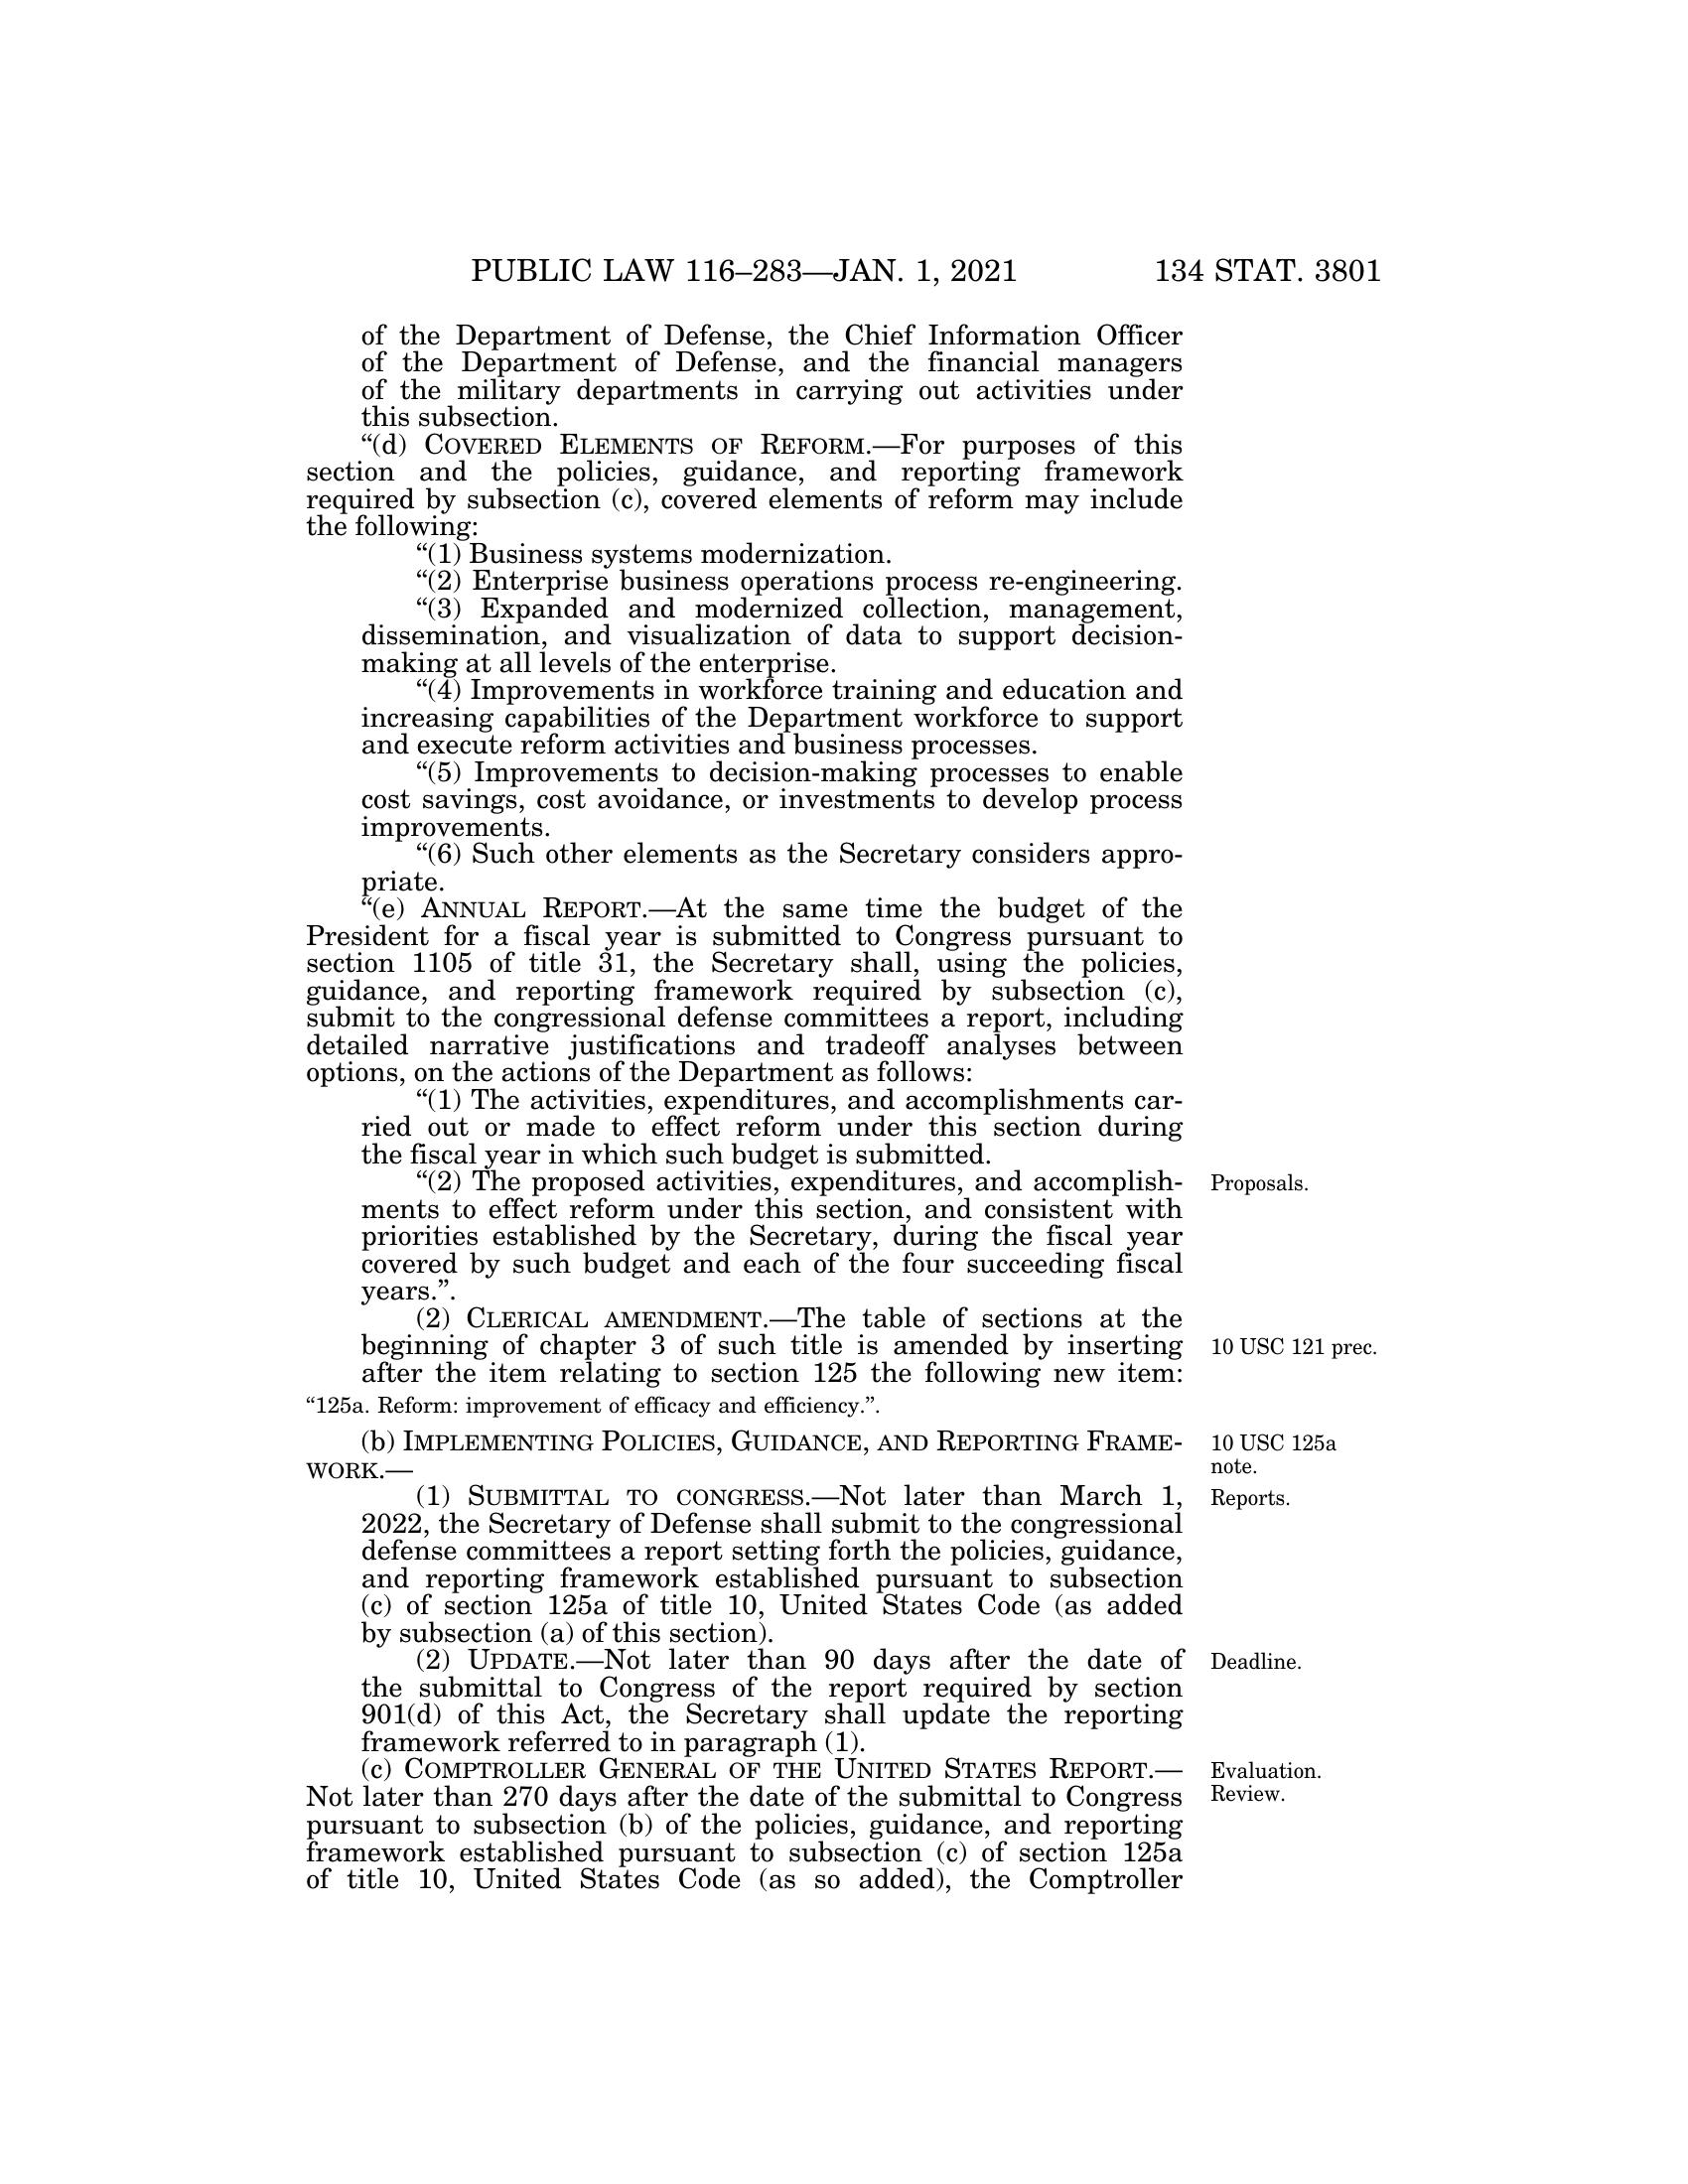 PUBLIC LAW 116–283—JAN. 1, 2021 134 STAT. 3801
of the Department of Defense, the Chief Information Officer
of the Department of Defense, and the financial managers
of the military departments in carrying out activities under
this subsection.
“(d) COVERED ELEMENTS OF REFORM.—For purposes of this
section and the policies, guidance, and reporting framework
required by subsection (c), covered elements of reform may include
the following:
“(1) Business systems modernization.
“(2) Enterprise business operations process re-engineering.
“(3) Expanded and modernized collection, management,
dissemination, and visualization of data to support decision-
making at all levels of the enterprise.
“(4) Improvements in workforce training and education and
increasing capabilities of the Department workforce to support
and execute reform activities and business processes.
“(5) Improvements to decision-making processes to enable
cost savings, cost avoidance, or investments to develop process
improvements.
“(6) Such other elements as the Secretary considers appro-
priate.
“(e) ANNUAL REPORT.—At the same time the budget of the
President for a fiscal year is submitted to Congress pursuant to
section 1105 of title 31, the Secretary shall, using the policies,
guidance, and reporting framework required by subsection (c),
submit to the congressional defense committees a report, including
detailed narrative justifications and tradeoff analyses between
options, on the actions of the Department as follows:
“(1) The activities, expenditures, and accomplishments car-
ried out or made to effect reform under this section during
the fiscal year in which such budget is submitted.
“(2) The proposed activities, expenditures, and accomplish-
ments to effect reform under this section, and consistent with
priorities established by the Secretary, during the fiscal year
covered by such budget and each of the four succeeding fiscal
years.”.
(2) CLERICAL AMENDMENT.—The table of sections at the
beginning of chapter 3 of such title is amended by inserting
after the item relating to section 125 the following new item:
“125a. Reform: improvement of efficacy and efficiency.”.
(b) IMPLEMENTING POLICIES, GUIDANCE, AND REPORTING FRAME-
WORK.—
(1) SUBMITTAL TO CONGRESS.—Not later than March 1,
2022, the Secretary of Defense shall submit to the congressional
defense committees a report setting forth the policies, guidance,
and reporting framework established pursuant to subsection
(c) of section 125a of title 10, United States Code (as added
by subsection (a) of this section).
(2) UPDATE.—Not later than 90 days after the date of
the submittal to Congress of the report required by section
901(d) of this Act, the Secretary shall update the reporting
framework referred to in paragraph (1).
(c) COMPTROLLER GENERAL OF THE UNITED STATES REPORT.—
Not later than 270 days after the date of the submittal to Congress
pursuant to subsection (b) of the policies, guidance, and reporting
framework established pursuant to subsection (c) of section 125a
of title 10, United States Code (as so added), the Comptroller
Proposals.
10 USC 121 prec.
10 USC 125a
note.
Reports.
Deadline.
Evaluation.
Review.